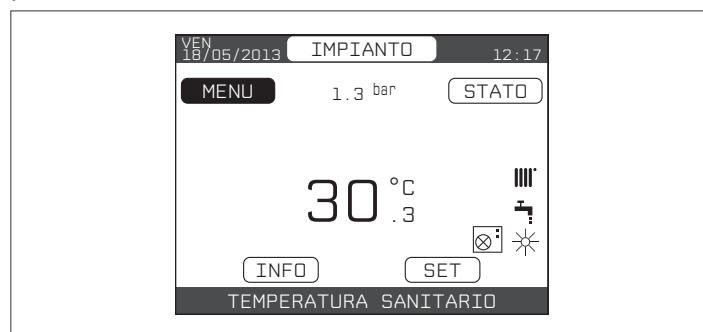 VEN
18/05/2013 IMPIANTO 12:17
MENU 1.3 bar STATO
30.3 °C
INFO SET
TEMPERATURA SANITARIO